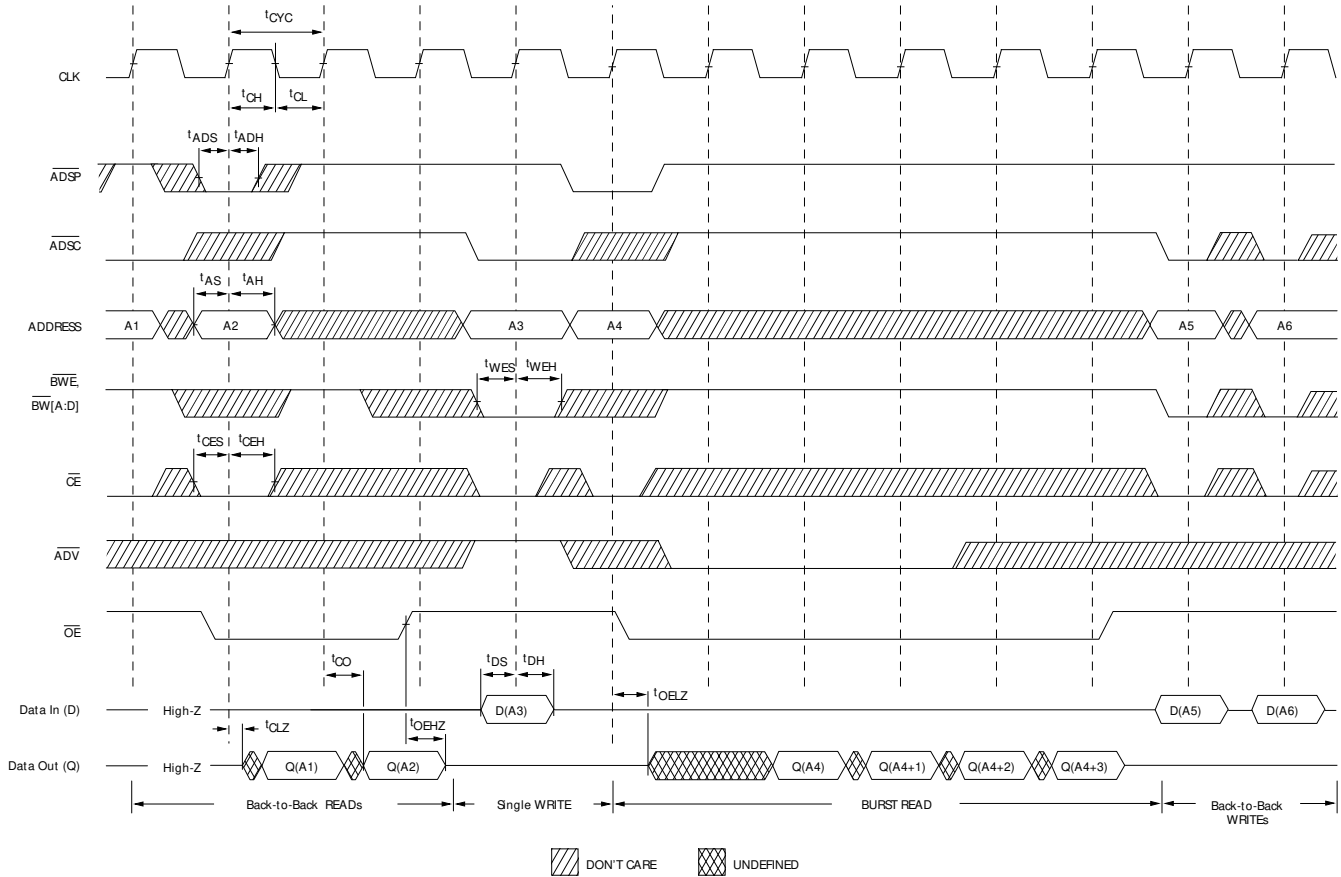 tCYC
CLK
tCH tCL
tADS tADH
ADSP
ADSC
tAS tAH
ADDRESS A1 A2 A3 A4 A5 A6
BWE,
tWES tWEH
BW[A:D]
tCES tCEH
CE
ADV
OE
tCO tDS tDH
tOELZ
Data In (D) High-Z D(A3) D(A5) D(A6)
tCLZ tOEHZ
Data Out (Q) High-Z Q(A1) Q(A2) Q(A4) Q(A4+1) Q(A4+2) Q(A4+3)
Back-to-Back READs Single WRITE BURST READ Back-to-Back
WRITEs
DON'T CARE UNDEFINED